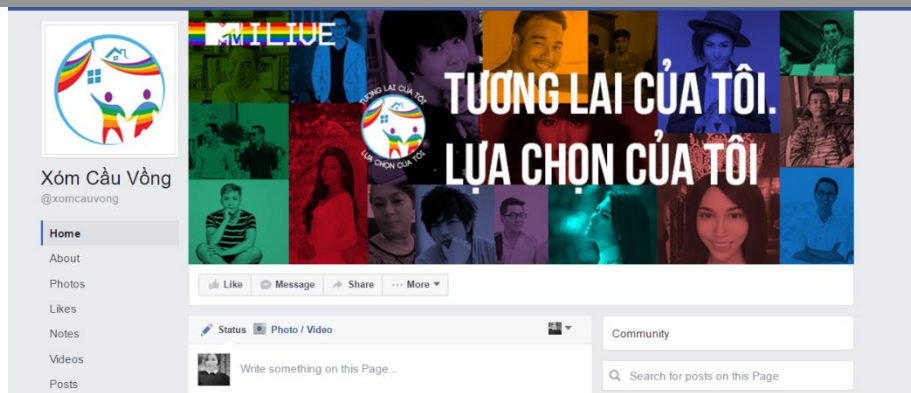 MTV ILIVE
TƯƠNG LAI CỦA TÔI.
LỰA CHỌN CỦA TÔI
TƯƠNG LAI CỦA TÔI.
LỰA CHỌN CỦA TÔI
Xóm Cầu Vồng
@xomcauvong
Home
About
Photos
Likes
Notes
Videos
Posts
Like
Message
Share
More
Status
Photo / Video
Write something on this Page...
Community
Search for posts on this Page